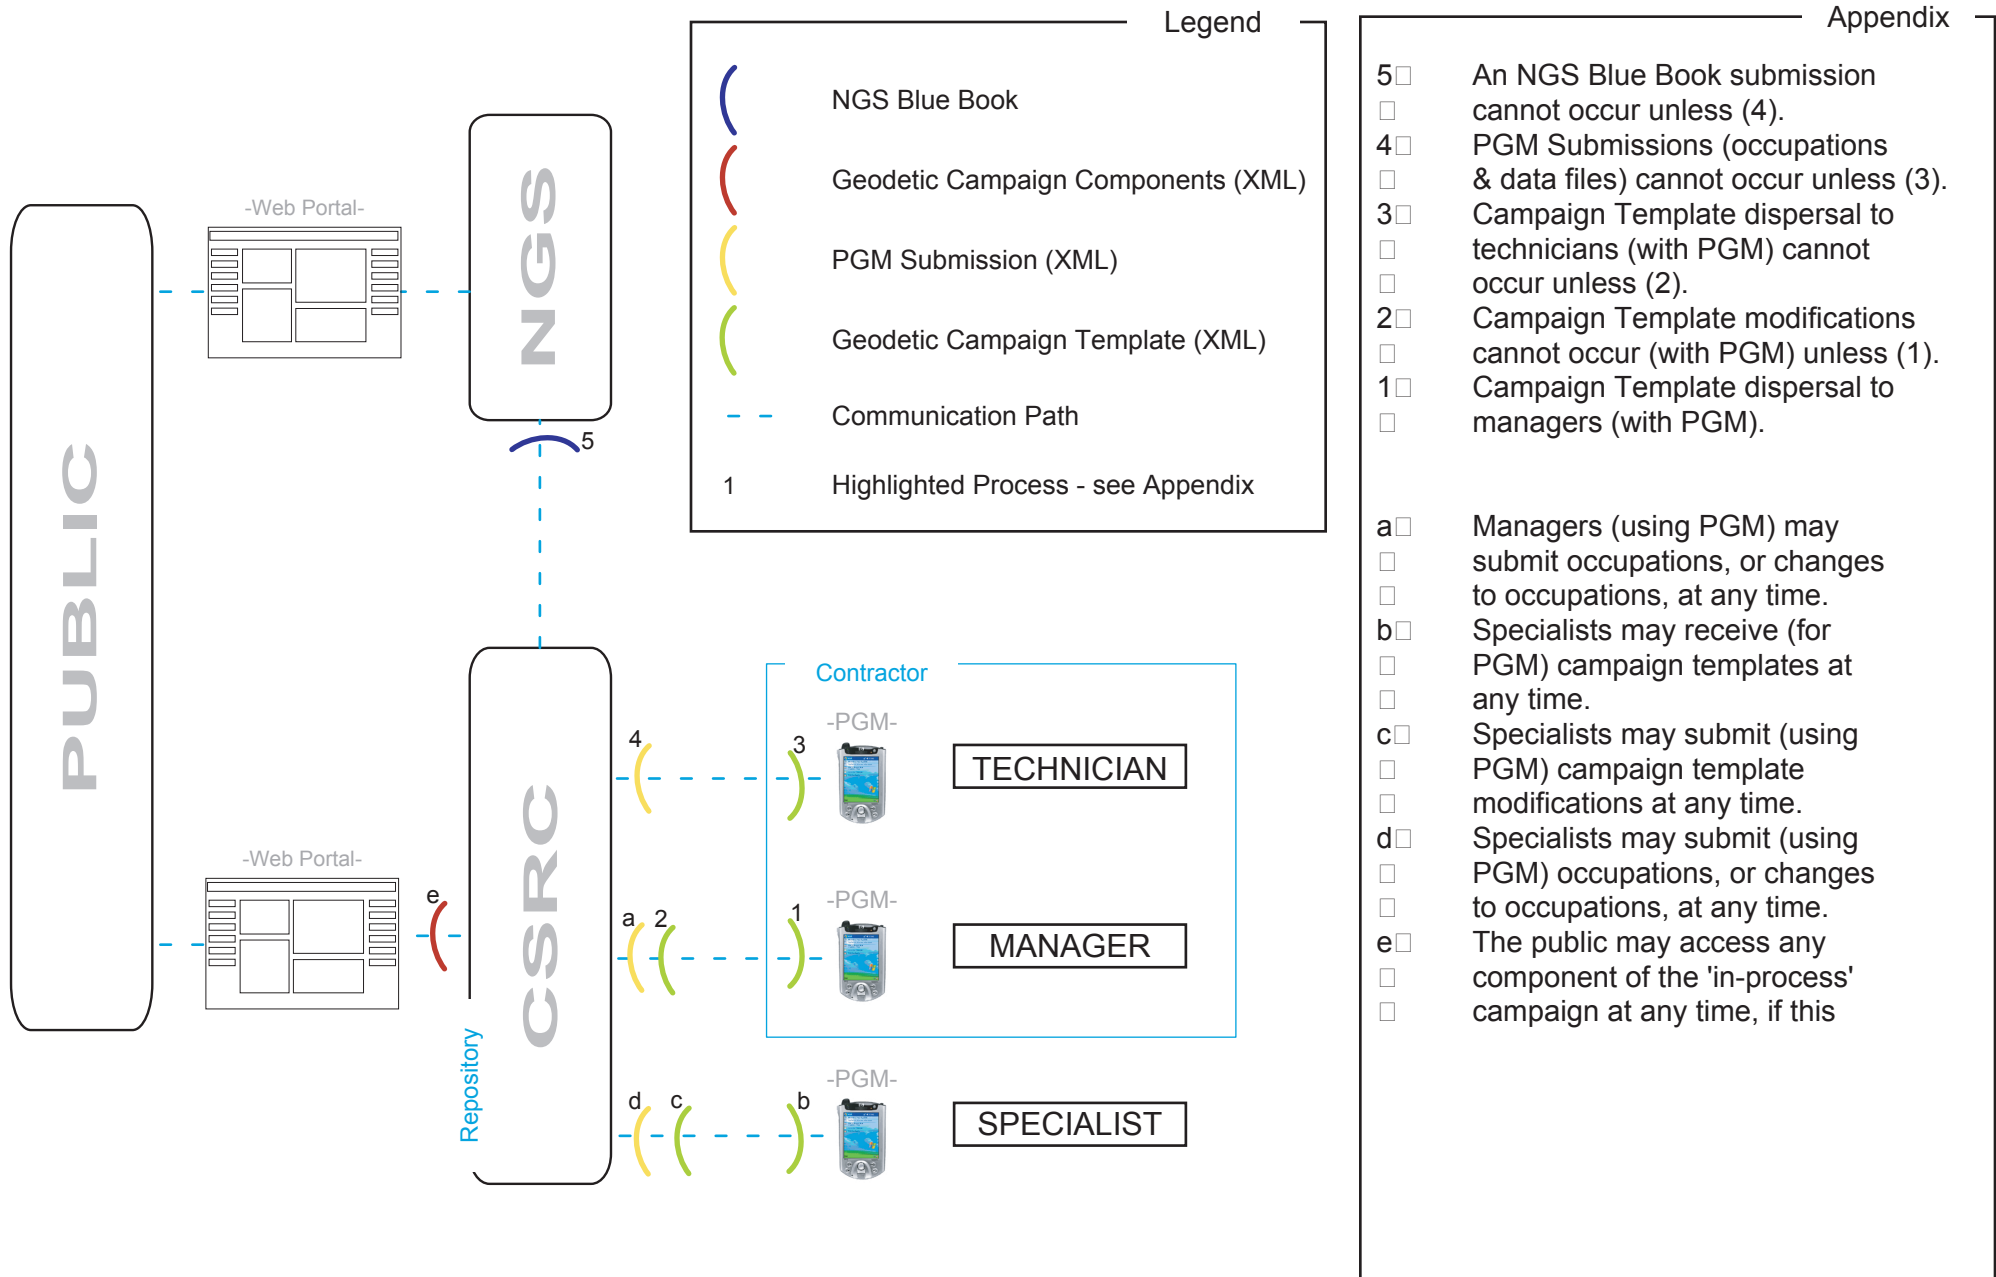 Legend
NGS Blue Book
Geodetic Campaign Components (XML)
PGM Submission (XML)
Geodetic Campaign Template (XML)
Communication Path
1 Highlighted Process - see Appendix
Appendix
5 An NGS Blue Book submission
cannot occur unless (4).
4 PGM Submissions (occupations
& data files) cannot occur unless (3).
3 Campaign Template dispersal to
technicians (with PGM) cannot
occur unless (2).
2 Campaign Template modifications
cannot occur (with PGM) unless (1).
1 Campaign Template dispersal to
managers (with PGM).
a Managers (using PGM) may
submit occupations, or changes
to occupations, at any time.
b Specialists may receive (for
PGM) campaign templates at
any time.
c Specialists may submit (using
PGM) campaign template
modifications at any time.
d Specialists may submit (using
PGM) occupations, or changes
to occupations, at any time.
e The public may access any
component of the 'in-process'
campaign at any time, if this
PUBLIC
-Web Portal-
NGS
5
-Web Portal-
e
Repository
CSRC
Contractor
4
3
-PGM-
TECHNICIAN
a
2
1
-PGM-
MANAGER
d
c
b
-PGM-
SPECIALIST